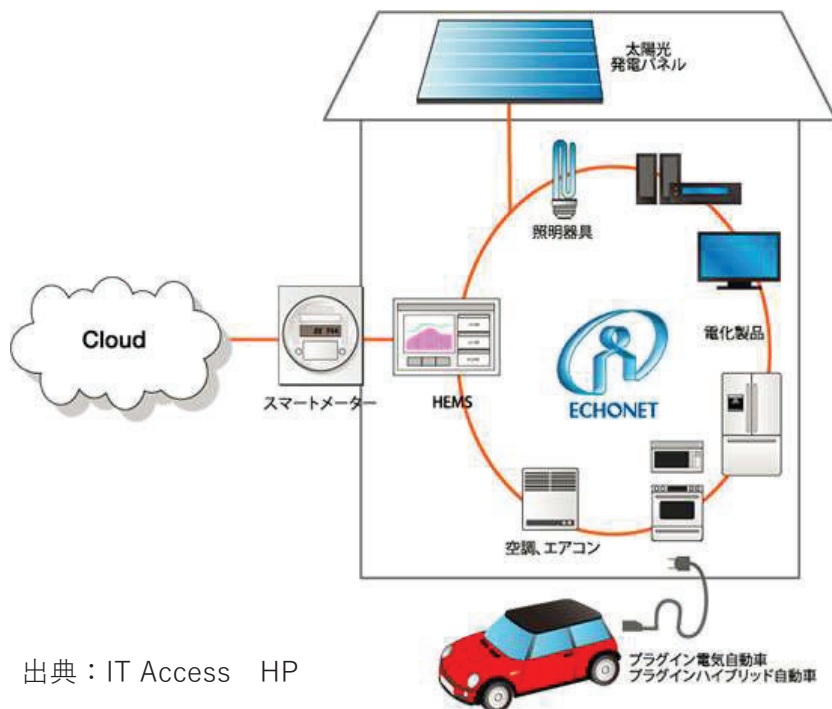 太陽光
発電パネル
照明器具
Cloud
電化製品
スマートメーター
HEMS
ECHONET
空調、エアコン
プラグイン電気自動車
プラグインハイブリッド自動車
出典：IT Access　HP